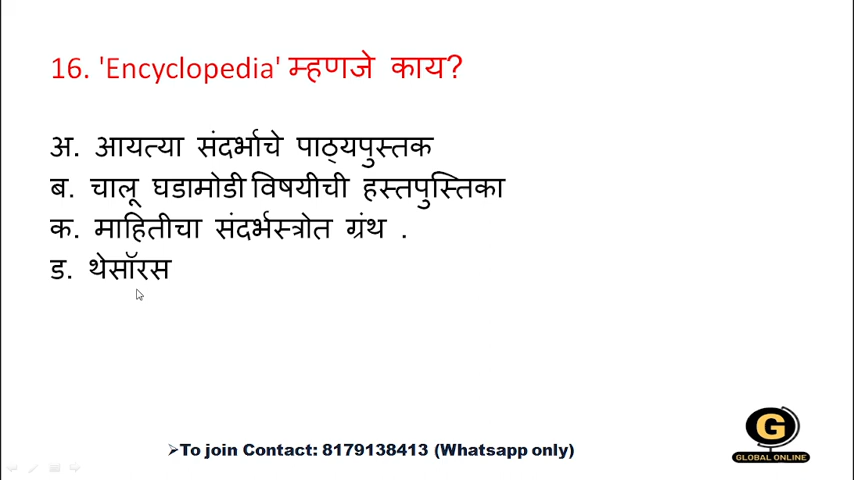 16. 'Encyclopedia' म्हणजे काय?
अ. आयत्या संदर्भाचे पाठ्यपुस्तक
ब. चालू घडामोडी विषयीची हस्तपुस्तिका
क. माहितीचा संदर्भस्त्रोत ग्रंथ .
ड. थेसॉरस
➢To join Contact: 8179138413 (Whatsapp only)
G
GLOBAL ONLINE